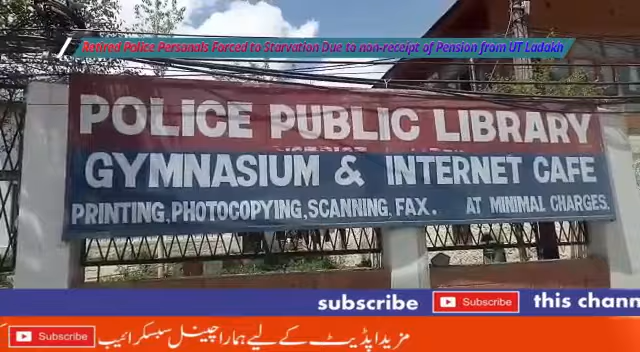 Retired Police Personals Forced to Starvation Due to non-receipt of Pension from UT Ladakh
POLICE PUBLIC LIBRARY
GYMNASIUM & INTERNET CAFE
PRINTING,PHOTOCOPYING,SCANNING,FAX. AT MINIMAL CHARGES.
subscribe Subscribe this chann
Subscribe مزید اپڈیٹ کے لیے ہمارا چینل سبسکرائیب